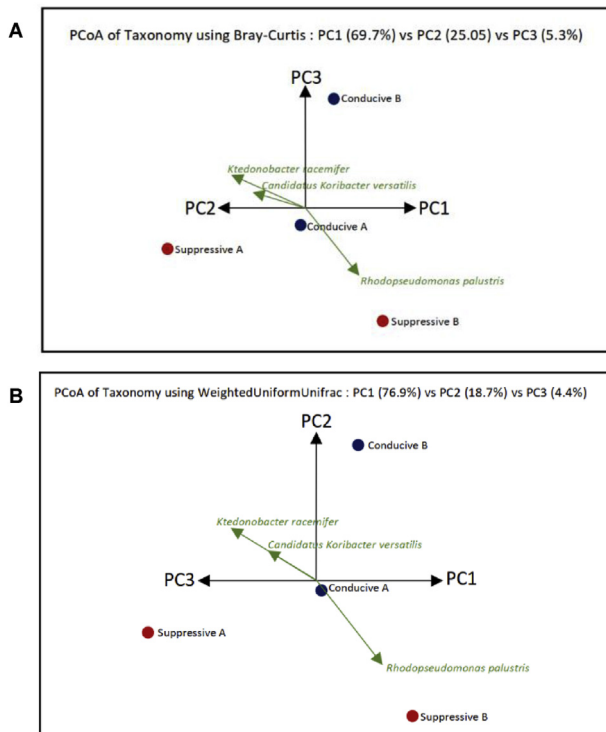 A
PCoA of Taxonomy using Bray-Curtis : PC1 (69.7%) vs PC2 (25.05) vs PC3 (5.3%)
PC3
Conducive B
Ktedonobacter racemifer
Candidatus Koribacter versatilis
PC2
PC1
Conducive A
Suppressive A
Rhodopseudomonas palustris
Suppressive B
B
PCoA of Taxonomy using WeightedUniformUnifrac : PC1 (76.9%) vs PC2 (18.7%) vs PC3 (4.4%)
PC2
Conducive B
Ktedonobacter racemifer
Candidatus Koribacter versatilis
PC3
PC1
Conducive A
Suppressive A
Rhodopseudomonas palustris
Suppressive B